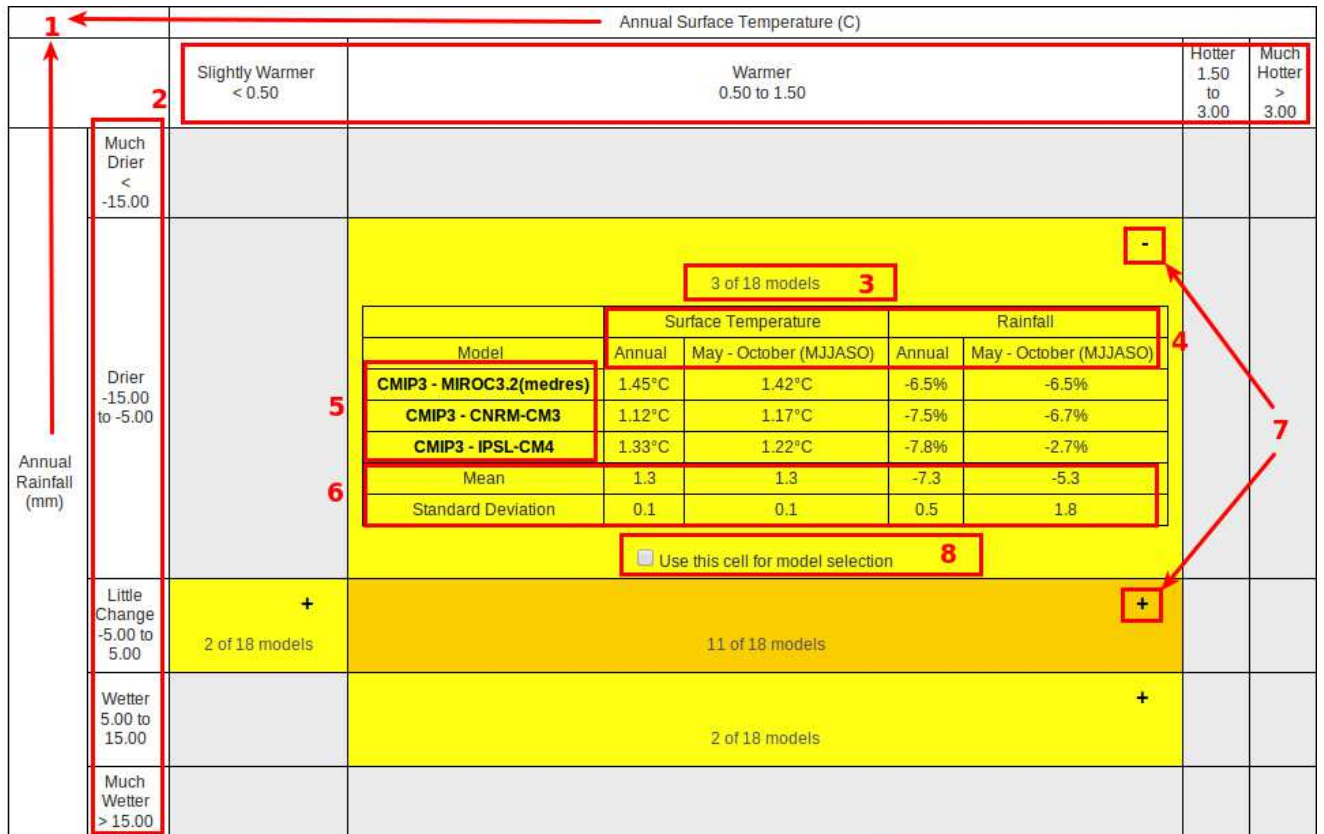 1
Annual Surface Temperature (C)
2
Slightly Warmer
< 0.50
Warmer
0.50 to 1.50
Hotter
1.50
to
3.00
Much
Hotter
>
3.00
Annual
Rainfall
(mm)
Much
Drier
<
-15.00
Drier
-15.00
to -5.00
-
3 of 18 models 3
Surface Temperature Rainfall
4
Model Annual May - October (MJJASO) Annual May - October (MJJASO)
5
CMIP3 - MIROC3.2(medres) 1.45°C 1.42°C -6.5% -6.5%
CMIP3 - CNRM-CM3 1.12°C 1.17°C -7.5% -6.7%
CMIP3 - IPSL-CM4 1.33°C 1.22°C -7.8% -2.7%
6
Mean 1.3 1.3 -7.3 -5.3
Standard Deviation 0.1 0.1 0.5 1.8
7
Use this cell for model selection 8
Little
Change
-5.00 to
5.00
+
2 of 18 models
+
11 of 18 models
Wetter
5.00 to
15.00
+
2 of 18 models
Much
Wetter
> 15.00